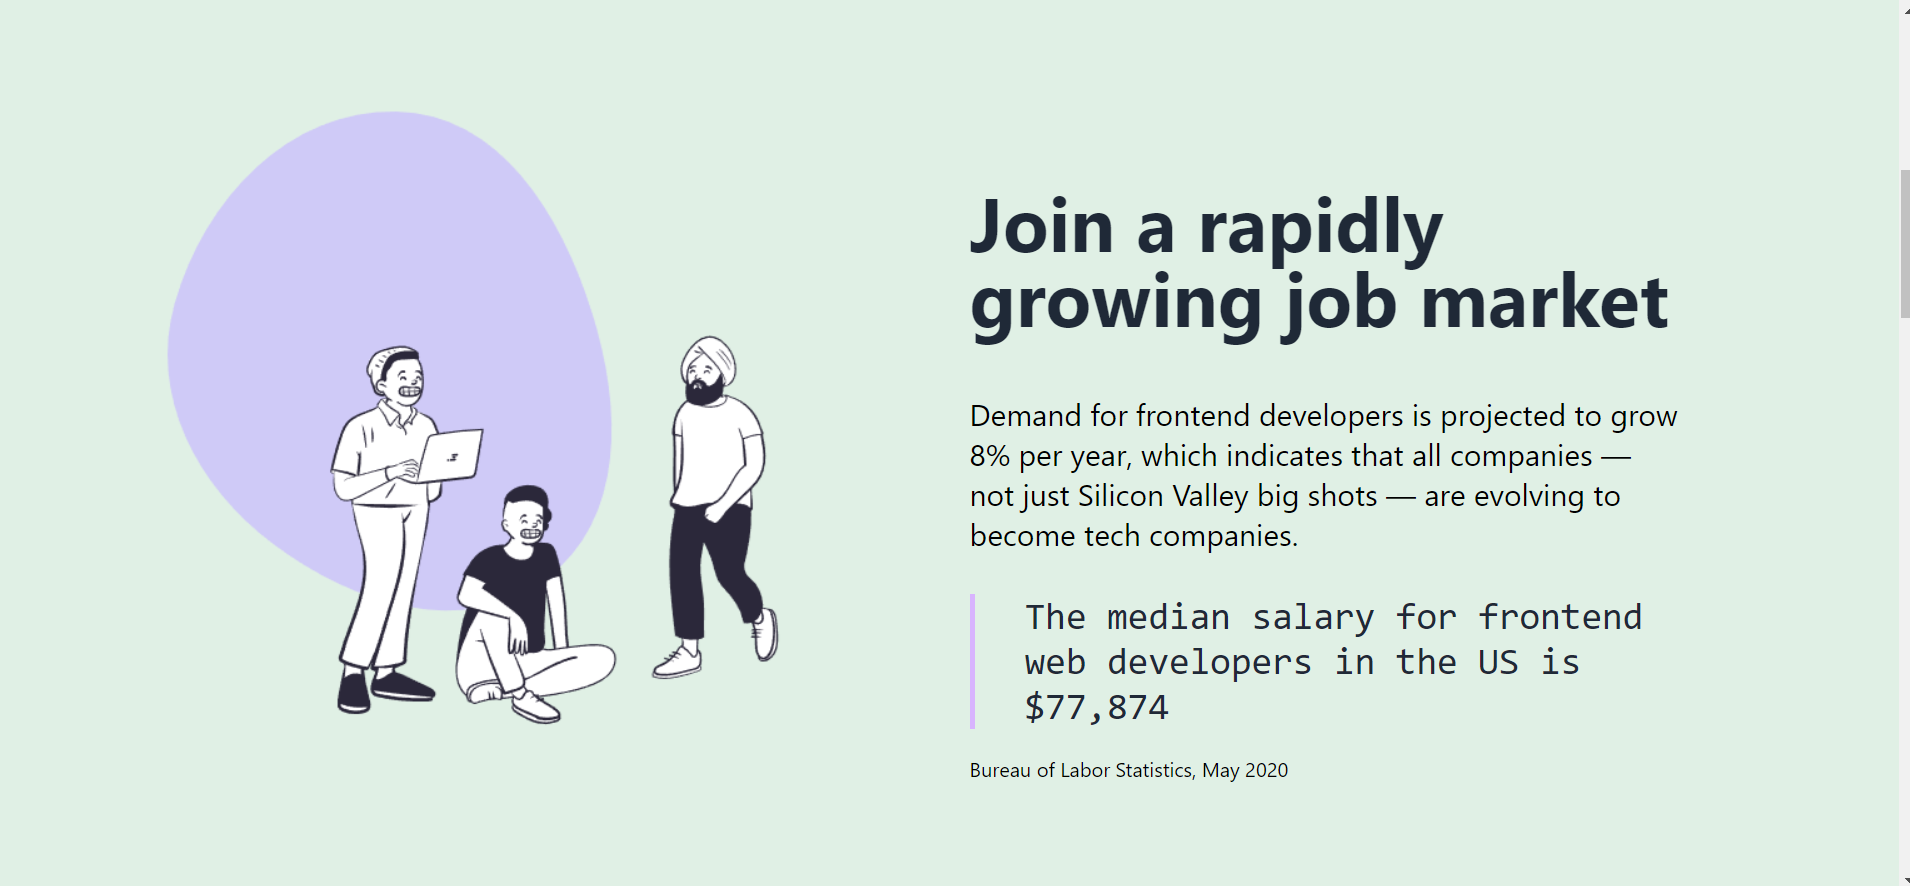 Join a rapidly
growing job market
Demand for frontend developers is projected to grow
8% per year, which indicates that all companies —
not just Silicon Valley big shots — are evolving to
become tech companies.
The median salary for frontend
web developers in the US is
$77,874
Bureau of Labor Statistics, May 2020